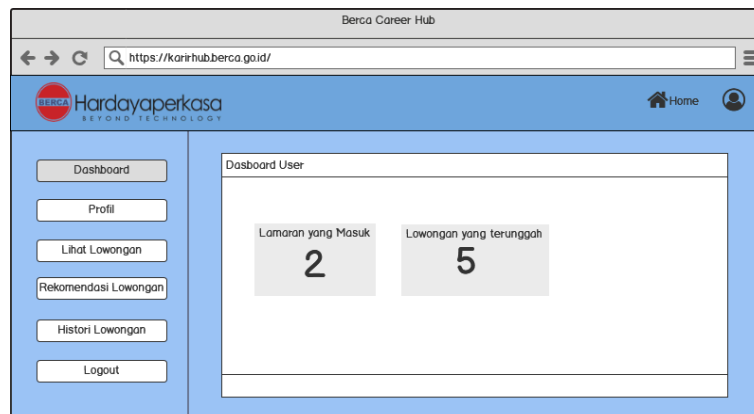 Berca Career Hub
https://karirhub.berca.go.id/
BERCA Hardayaperkasa
BEYOND TECHNOLOGY
Home
Dashboard
Profil
Lihat Lowongan
Rekomendasi Lowongan
Histori Lowongan
Logout
Dasboard User
Lamaran yang Masuk
2
Lowongan yang terunggah
5